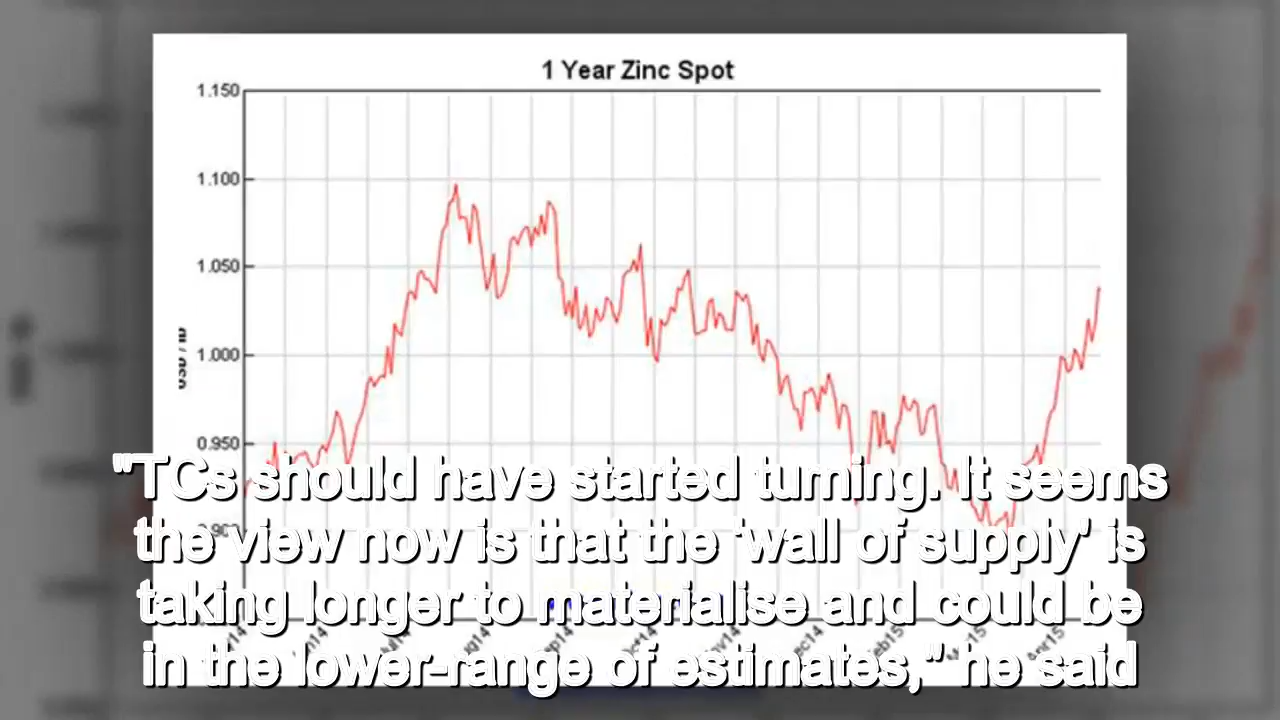 1 Year Zinc Spot
1.150
1.100
1.050
1.000
0.950
"TCs should have started turning. It seems
the view now is that the 'wall of supply' is
taking longer to materialise and could be
in the lower-range of estimates," he said